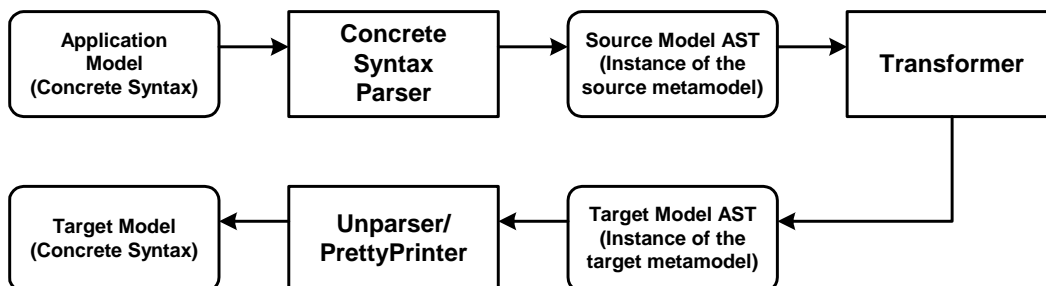 Application
Model
(Concrete Syntax)
Concrete
Syntax
Parser
Source Model AST
(Instance of the
source metamodel)
Transformer
Target Model
(Concrete Syntax)
Unparser/
PrettyPrinter
Target Model AST
(Instance of the
target metamodel)